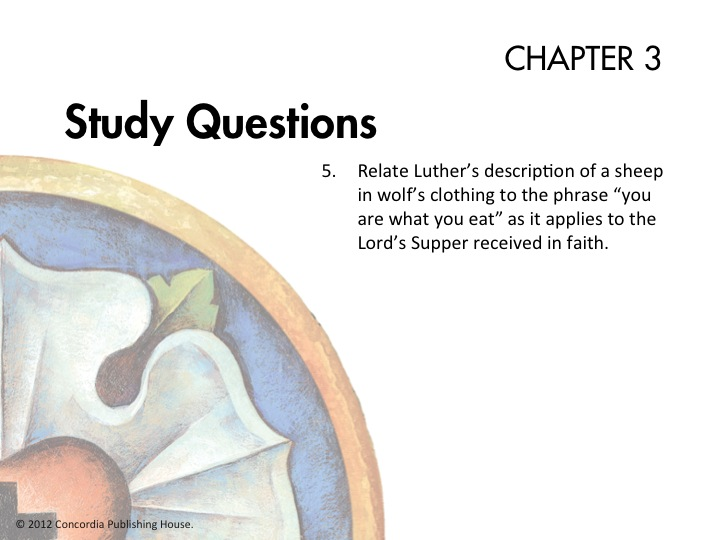 CHAPTER 3
Study Questions
5. Relate Luther’s description of a sheep
in wolf’s clothing to the phrase “you
are what you eat” as it applies to the
Lord’s Supper received in faith.
© 2012 Concordia Publishing House.